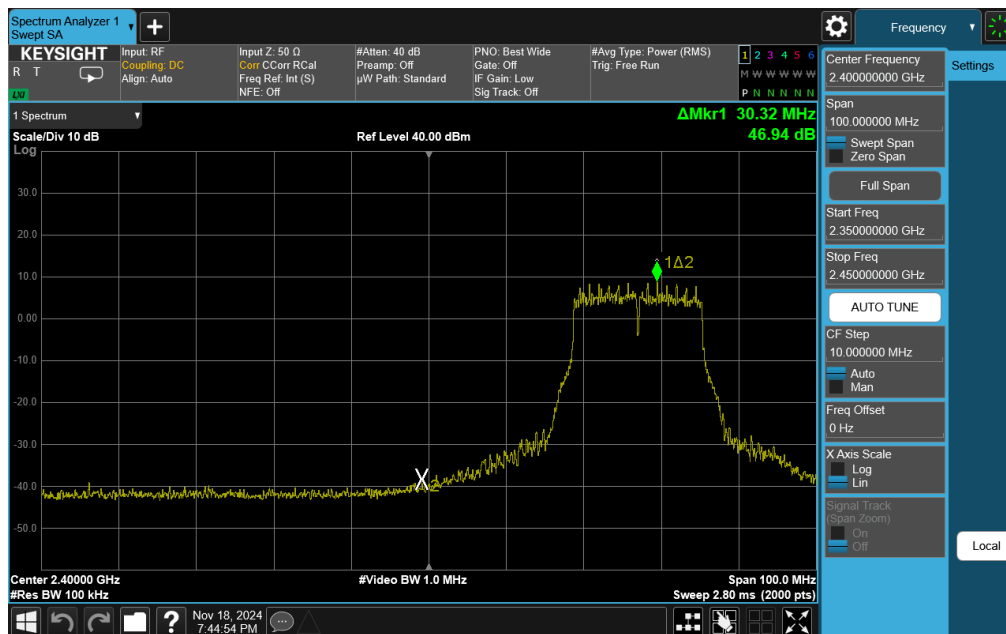 Spectrum Analyzer 1
Swept SA
+
Frequency
KEYSIGHT
R T
LXI
Input: RF
Coupling: DC
Align: Auto
Input Z: 50 Ω
Corr CCorr RCal
Freq Ref: Int (S)
NFE: Off
#Atten: 40 dB
Preamp: Off
µW Path: Standard
PNO: Best Wide
Gate: Off
IF Gain: Low
Sig Track: Off
#Avg Type: Power (RMS)
Trig: Free Run
1 2 3 4 5 6
M W W W W W
P N N N N N
1 Spectrum
Scale/Div 10 dB
Ref Level 40.00 dBm
ΔMkr1 30.32 MHz
46.94 dB
Log
30.0
20.0
10.0
0.00
-10.0
-20.0
-30.0
-40.0
-50.0
1Δ2
X2
Center 2.40000 GHz
#Video BW 1.0 MHz
Span 100.0 MHz
#Res BW 100 kHz
Sweep 2.80 ms (2000 pts)
Center Frequency
2.400000000 GHz
Settings
Span
100.000000 MHz
Swept Span
Zero Span
Full Span
Start Freq
2.350000000 GHz
Stop Freq
2.450000000 GHz
AUTO TUNE
CF Step
10.000000 MHz
Auto
Man
Freq Offset
0 Hz
X Axis Scale
Log
Lin
Signal Track
(Span Zoom)
On
Off
Local
?
Nov 18, 2024
7:44:54 PM